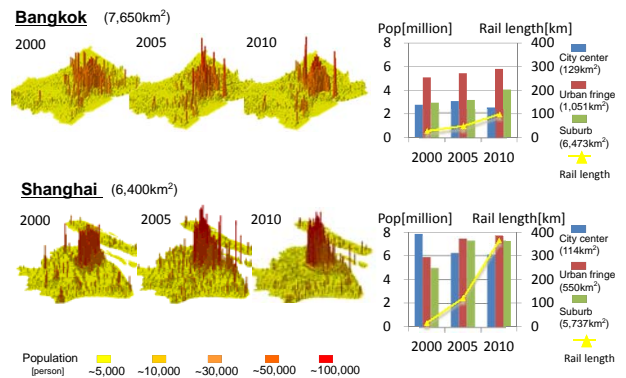 Bangkok (7,650km²)
2000 2005 2010
Pop[million] Rail length[km]
8 400
6 300
4 200
2 100
0 0
2000 2005 2010
City center
(129km²)
Urban fringe
(1,051km²)
Suburb
(6,473km²)
Rail length
Shanghai (6,400km²)
2000 2005 2010
Pop[million] Rail length[km]
8 400
6 300
4 200
2 100
0 0
2000 2005 2010
City center
(114km²)
Urban fringe
(550km²)
Suburb
(5,737km²)
Rail length
Population
[person]
~5,000 ~10,000 ~30,000 ~50,000 ~100,000